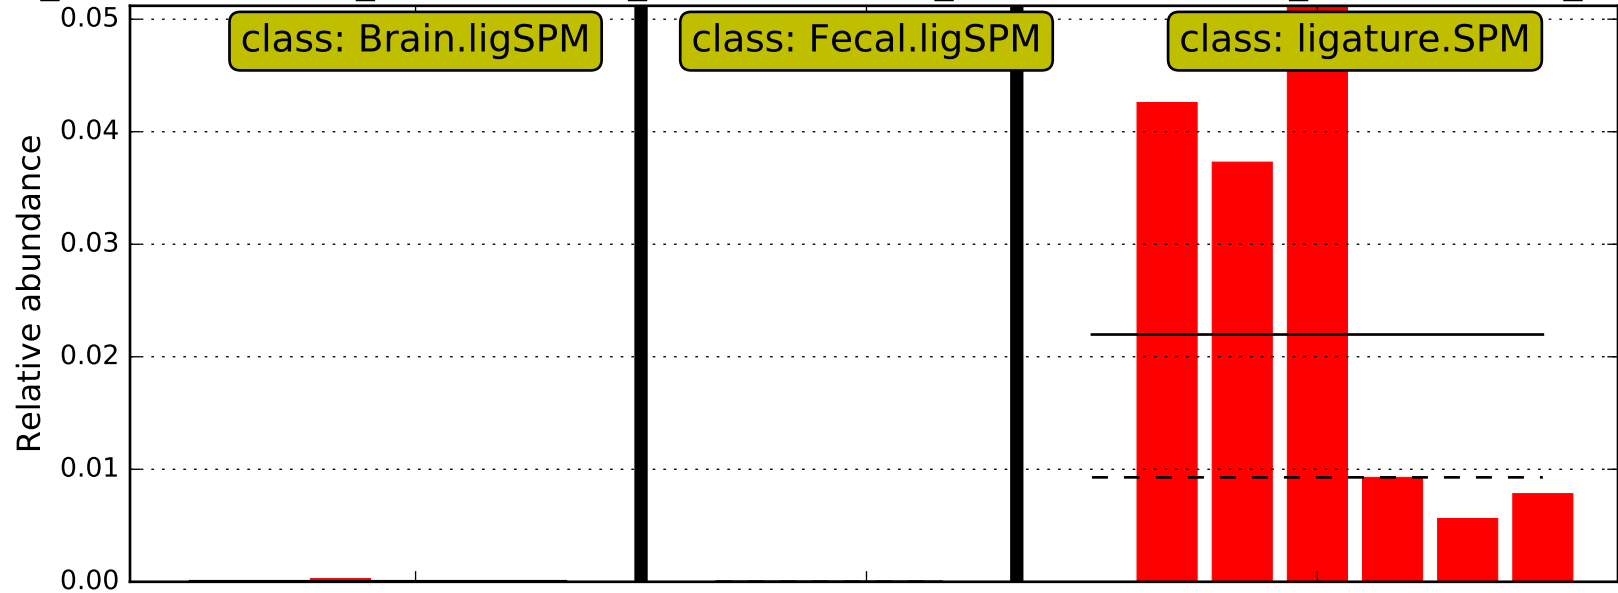 class: Brain.ligSPM
class: Fecal.ligSPM
class: ligature.SPM
Relative abundance
0.05
0.04
0.03
0.02
0.01
0.00